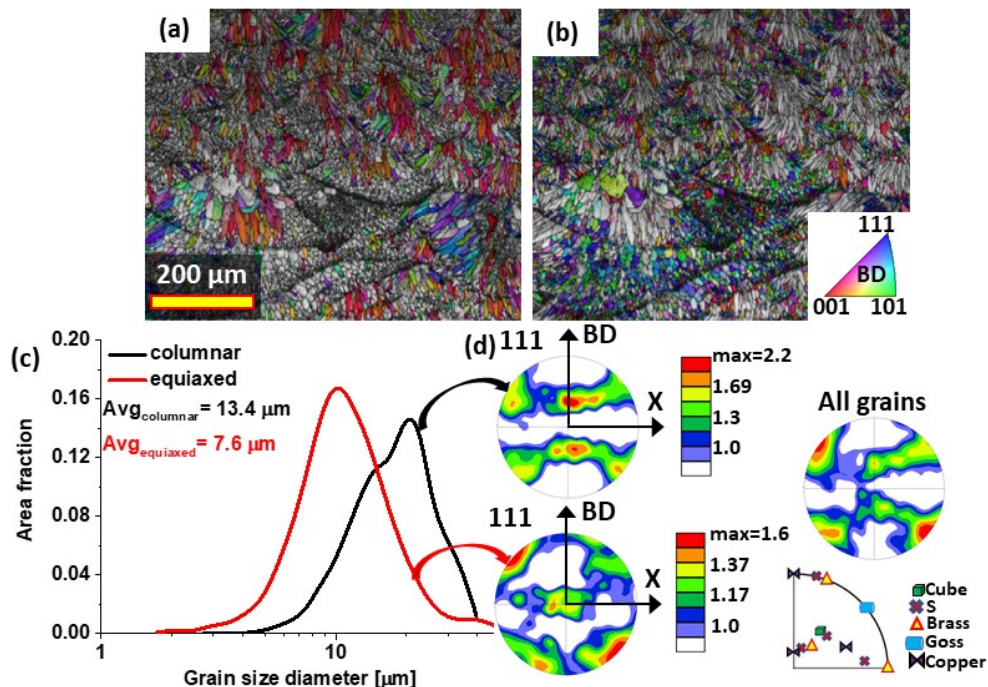 (a)
(b)
200 µm
111
BD
001 101
(c)
0.20
0.16
0.12
0.08
0.04
0.00
Area fraction
1 10
Grain size diameter [µm]
columnar
equiaxed
Avgcolumnar= 13.4 µm
Avgequiaxed = 7.6 µm
(d)
111 BD
X
max=2.2
1.69
1.3
1.0
111 BD
X
max=1.6
1.37
1.17
1.0
All grains
Cube
S
Brass
Goss
Copper